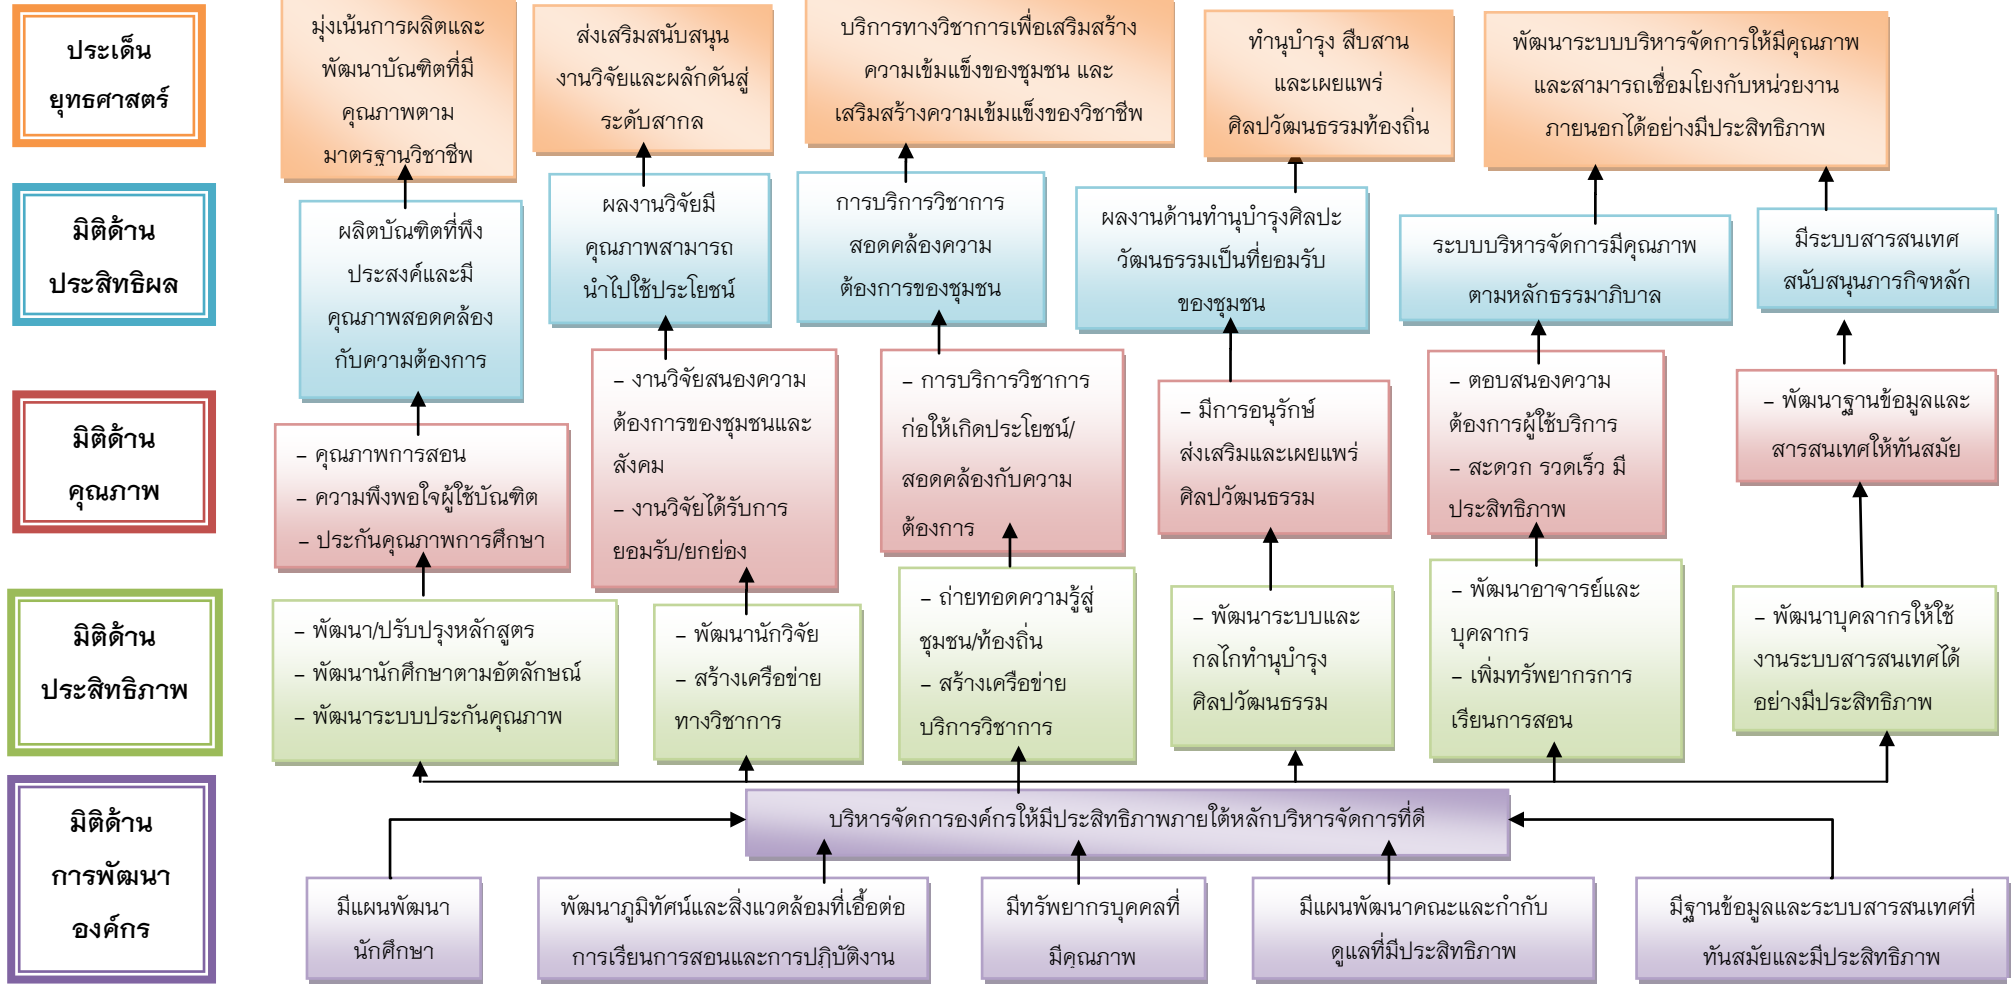 ประเด็น
ยุทธศาสตร์
มุ่งเน้นการผลิตและ
พัฒนาบัณฑิตที่มี
คุณภาพตาม
มาตรฐานวิชาชีพ
ส่งเสริมสนับสนุน
งานวิจัยและผลักดันสู่
ระดับสากล
บริการทางวิชาการเพื่อเสริมสร้าง
ความเข้มแข็งของชุมชน และ
เสริมสร้างความเข้มแข็งของวิชาชีพ
ทำนุบำรุง สืบสาน
และเผยแพร่
ศิลปวัฒนธรรมท้องถิ่น
พัฒนาระบบบริหารจัดการให้มีคุณภาพ
และสามารถเชื่อมโยงกับหน่วยงาน
ภายนอกได้อย่างมีประสิทธิภาพ
มิติด้าน
ประสิทธิผล
ผลิตบัณฑิตที่พึง
ประสงค์และมี
คุณภาพสอดคล้อง
กับความต้องการ
ผลงานวิจัยมี
คุณภาพสามารถ
นำไปใช้ประโยชน์
การบริการวิชาการ
สอดคล้องความ
ต้องการของชุมชน
ผลงานด้านทำนุบำรุงศิลปะ
วัฒนธรรมเป็นที่ยอมรับ
ของชุมชน
ระบบบริหารจัดการมีคุณภาพ
ตามหลักธรรมาภิบาล
มีระบบสารสนเทศ
สนับสนุนภารกิจหลัก
มิติด้าน
คุณภาพ
– คุณภาพการสอน
– ความพึงพอใจผู้ใช้บัณฑิต
– ประกันคุณภาพการศึกษา
– งานวิจัยสนองความ
ต้องการของชุมชนและ
สังคม
– งานวิจัยได้รับการ
ยอมรับ/ยกย่อง
– การบริการวิชาการ
ก่อให้เกิดประโยชน์/
สอดคล้องกับความ
ต้องการ
– มีการอนุรักษ์
ส่งเสริมและเผยแพร่
ศิลปวัฒนธรรม
– ตอบสนองความ
ต้องการผู้ใช้บริการ
– สะดวก รวดเร็ว มี
ประสิทธิภาพ
– พัฒนาฐานข้อมูลและ
สารสนเทศให้ทันสมัย
มิติด้าน
ประสิทธิภาพ
– พัฒนา/ปรับปรุงหลักสูตร
– พัฒนานักศึกษาตามอัตลักษณ์
– พัฒนาระบบประกันคุณภาพ
– พัฒนานักวิจัย
– สร้างเครือข่าย
ทางวิชาการ
– ถ่ายทอดความรู้สู่
ชุมชน/ท้องถิ่น
– สร้างเครือข่าย
บริการวิชาการ
– พัฒนาระบบและ
กลไกทำนุบำรุง
ศิลปวัฒนธรรม
– พัฒนาอาจารย์และ
บุคลากร
– เพิ่มทรัพยากรการ
เรียนการสอน
– พัฒนาบุคลากรให้ใช้
งานระบบสารสนเทศได้
อย่างมีประสิทธิภาพ
มิติด้าน
การพัฒนา
องค์กร
บริหารจัดการองค์กรให้มีประสิทธิภาพภายใต้หลักบริหารจัดการที่ดี
มีแผนพัฒนา
นักศึกษา
พัฒนาภูมิทัศน์และสิ่งแวดล้อมที่เอื้อต่อ
การเรียนการสอนและการปฏิบัติงาน
มีทรัพยากรบุคคลที่
มีคุณภาพ
มีแผนพัฒนาคณะและกำกับ
ดูแลที่มีประสิทธิภาพ
มีฐานข้อมูลและระบบสารสนเทศที่
ทันสมัยและมีประสิทธิภาพ